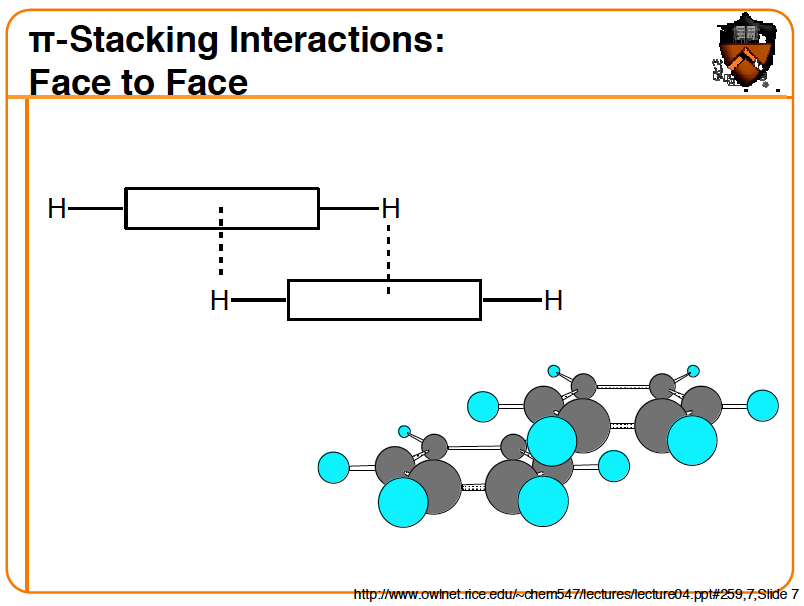 π-Stacking Interactions:
Face to Face
H H
H H
http://www.owlnet.rice.edu/~chem547/lectures/lecture04.ppt#259,7,Slide 7